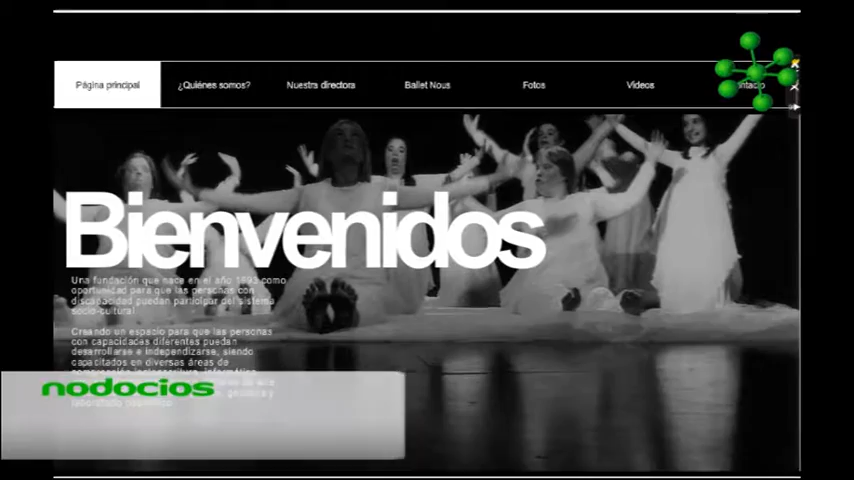 Página principal
¿Quiénes somos?
Nuestra directora
Ballet Nous
Fotos
Videos
Bienvenidos
Una fundación que nace en el año 1993 como
oportunidad para que las personas con
discapacidad puedan participar del sistema
socio-cultural
Creando un espacio para que las personas
con capacidades diferentes puedan
desarrollarse e independizarse, siendo
capacitados en diversas áreas de
nodocios